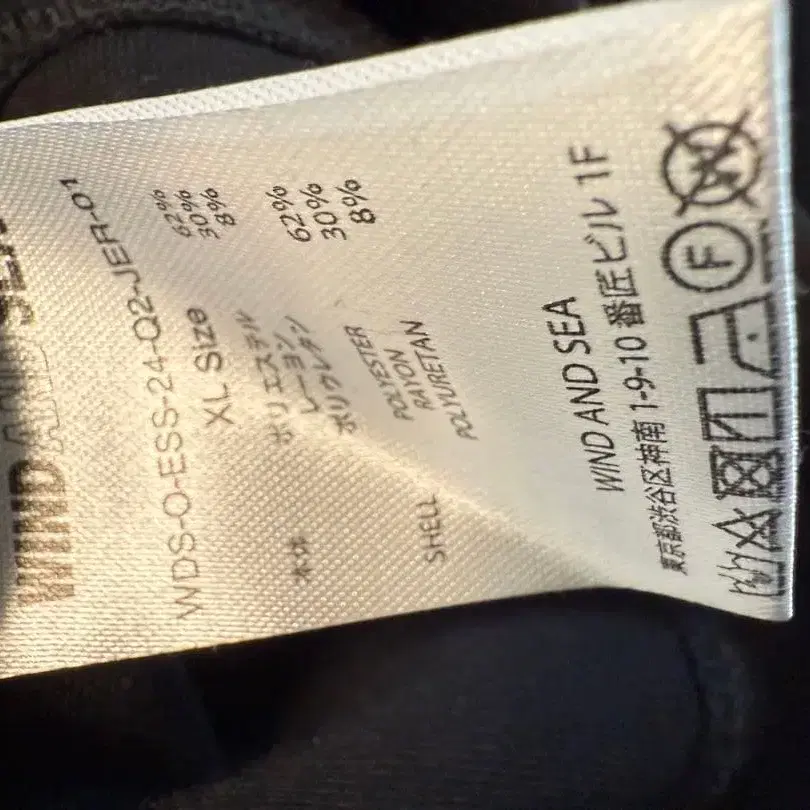 WIND AND SEA
WDS-O-ESS-24-Q2-JER-01
XL Size
本体 ポリエステル 62%
レーヨン 30%
ポリウレタン 8%
SHELL POLYESTER 62%
RAYON 30%
POLYURETAN 8%
WIND AND SEA
東京都渋谷区神南 1-9-10 番匠ビル 1F
F W